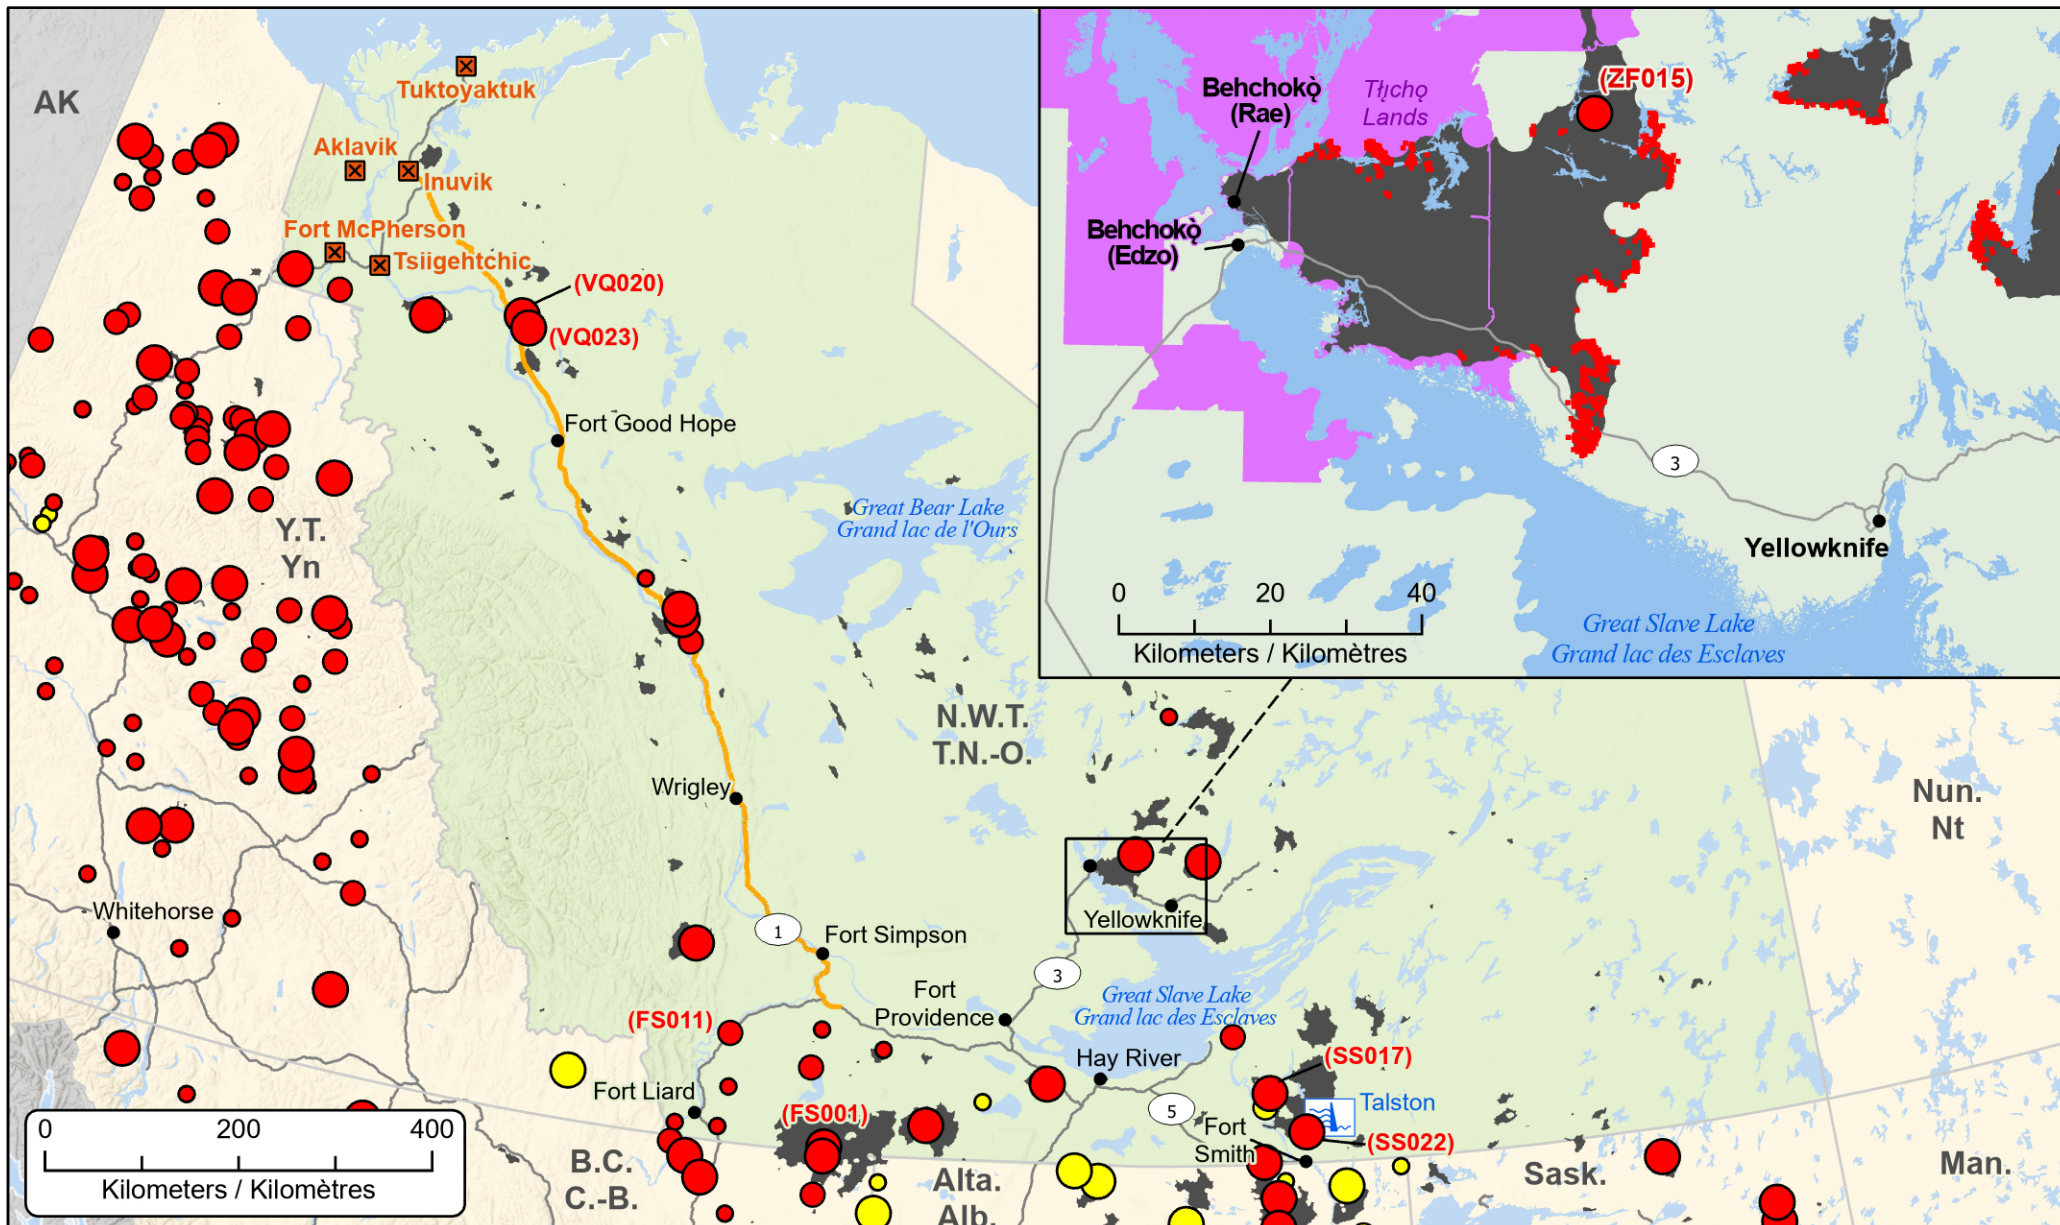 AK
Tuktoyaktuk
Aklavik
Inuvik
Fort McPherson
Tsiigehtchic
(VQ020)
(VQ023)
Fort Good Hope
Great Bear Lake
Grand lac de l'Ours
Y.T.
Yn
N.W.T.
T.N.-O.
Wrigley
Whitehorse
1
Fort Simpson
Yellowknife
3
Fort
Providence
Great Slave Lake
Grand lac des Esclaves
(FS011)
Hay River
Fort Liard
(FS001)
5
(SS017)
Talston
(SS022)
Fort
Smith
B.C.
C.-B.
Alta.
Alb.
Sask.
Man.
Nun.
Nt
0 200 400
Kilometers / Kilomètres
Behchokǫ̀
(Rae)
Tłı̨chǫ
Lands
(ZF015)
Behchokǫ̀
(Edzo)
3
Yellowknife
0 20 40
Kilometers / Kilomètres
Great Slave Lake
Grand lac des Esclaves